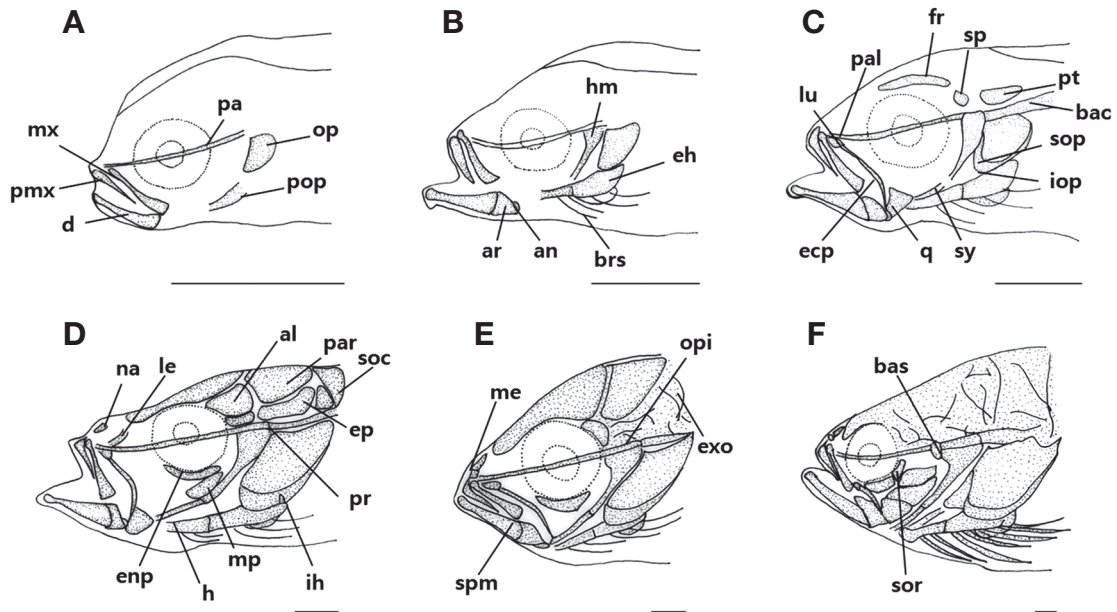 A
mx
pa
op
pmx
pop
d
B
hm
eh
ar
an
brs
C
fr
sp
pal
pt
lu
bac
sop
iop
ecp
q
sy
D
al
par
soc
na
le
ep
pr
enp
h
mp
ih
E
opi
me
exo
spm
F
bas
sor